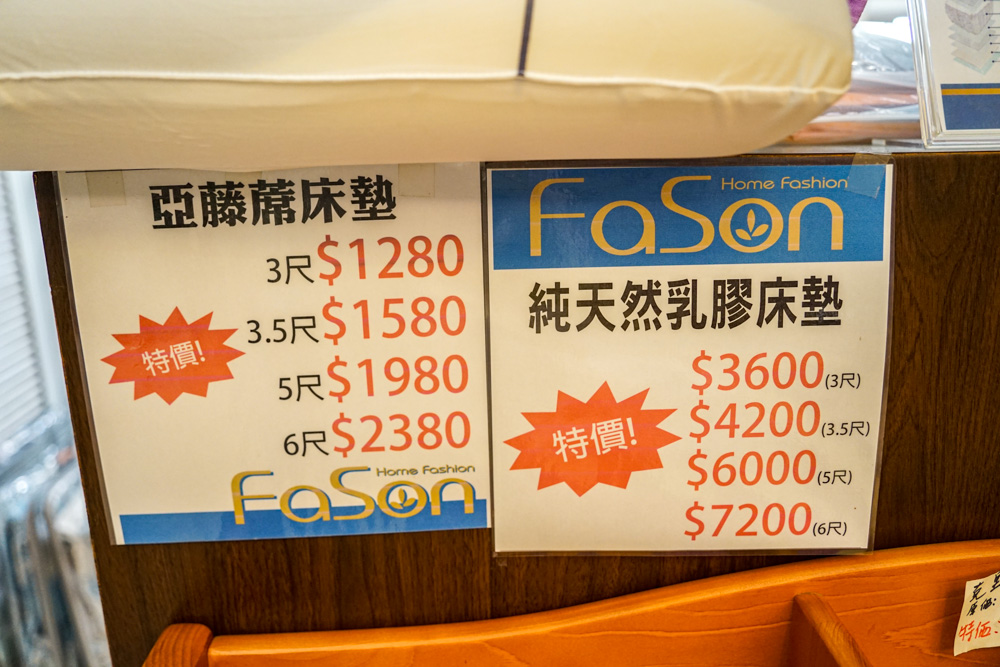 亞藤蓆床墊
3尺$1280
3.5尺$1580
5尺$1980
6尺$2380
特價!
Home Fashion
FaSon
Home Fashion
FaSon
純天然乳膠床墊
$3600(3尺)
$4200(3.5尺)
$6000(5尺)
$7200(6尺)
特價!
特価: